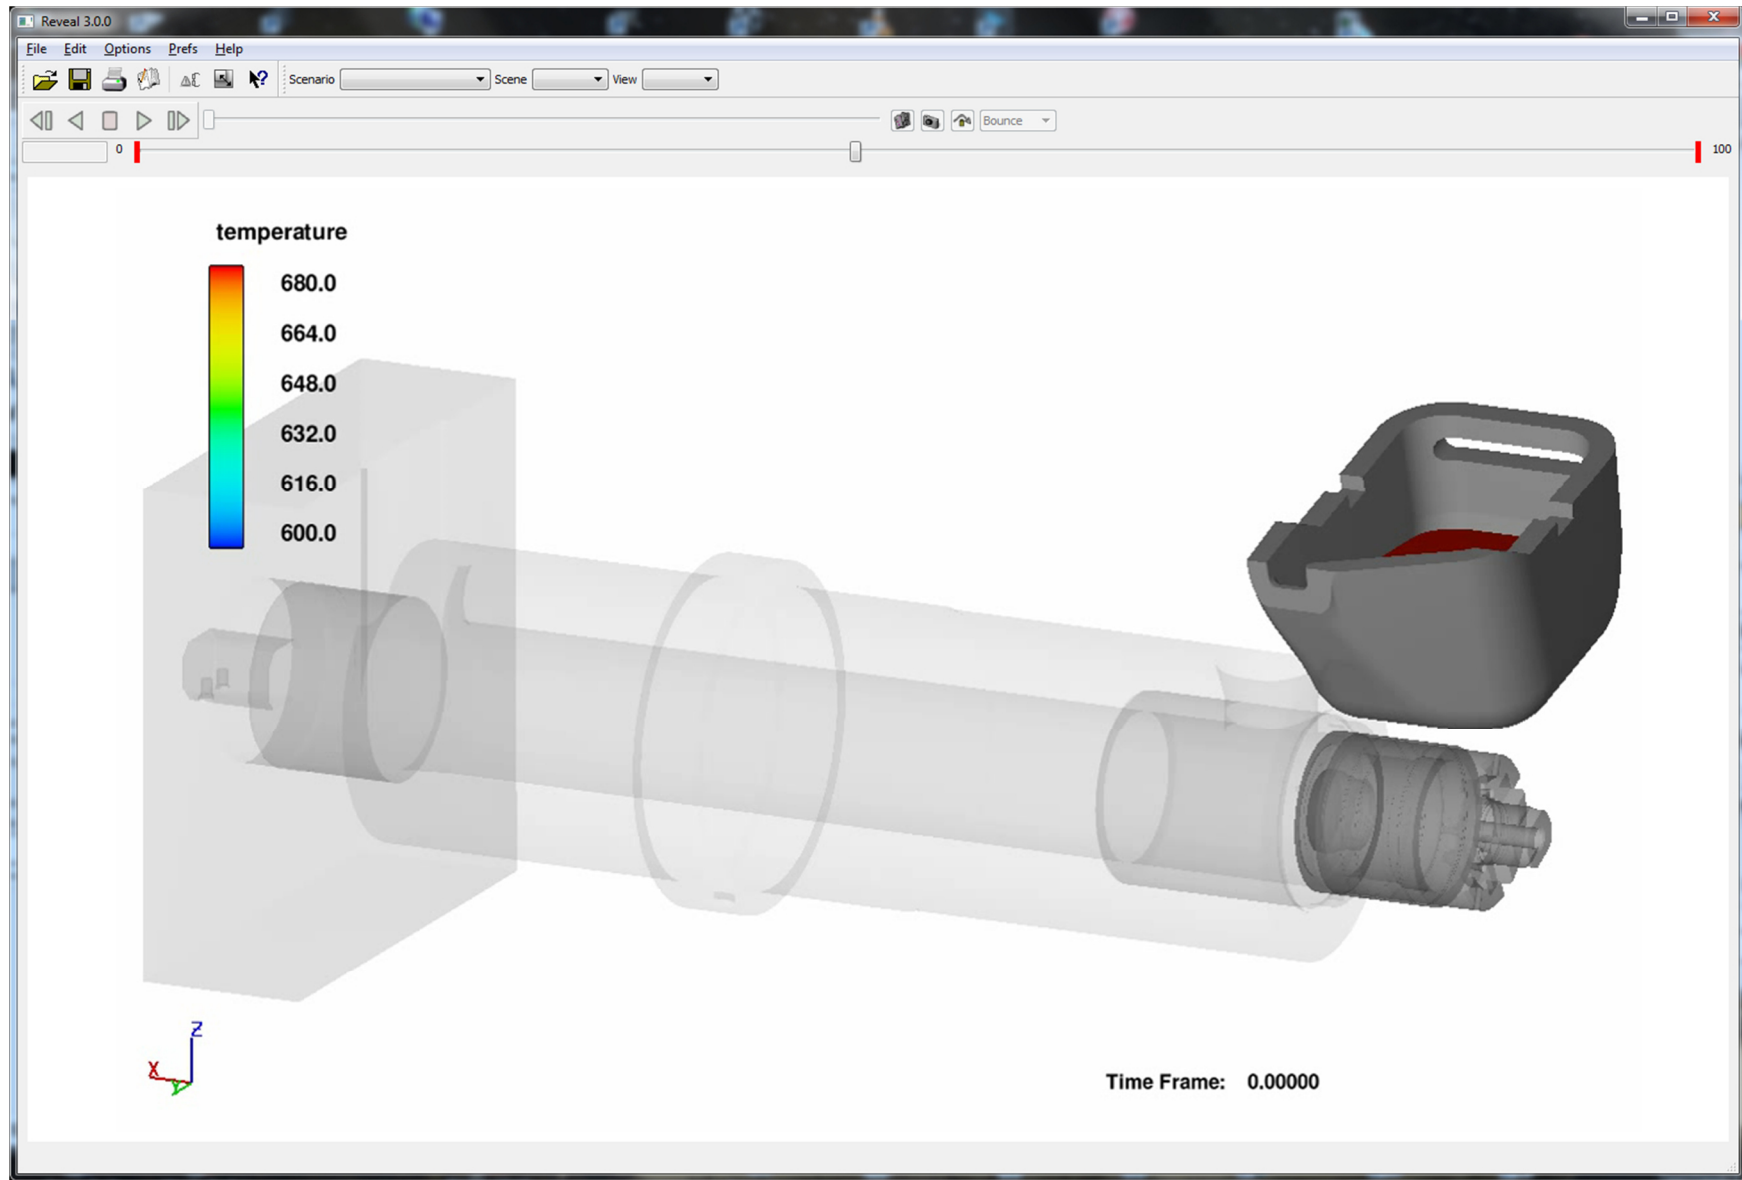 Reveal 3.0.0
File Edit Options Prefs Help
Scenario Scene View
Bounce
0 100
temperature
680.0
664.0
648.0
632.0
616.0
600.0
Z
X
Y
Time Frame: 0.00000